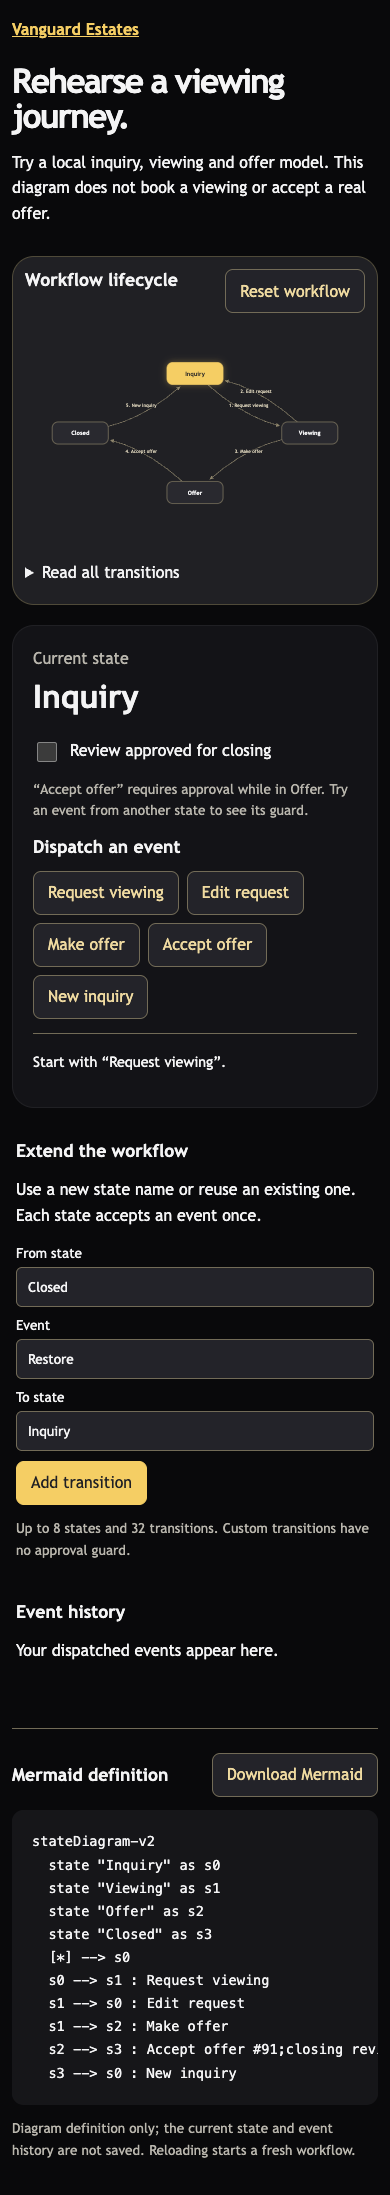 Vanguard Estates
Rehearse a viewing
journey.
Try a local inquiry, viewing and offer model. This
diagram does not book a viewing or accept a real
offer.
Workflow lifecycle
Reset workflow
Inquiry
2. Edit request
5. New inquiry
1. Request viewing
Closed
Viewing
4. Accept offer
3. Make offer
Offer
▶ Read all transitions
Current state
Inquiry
Review approved for closing
“Accept offer” requires approval while in Offer. Try
an event from another state to see its guard.
Dispatch an event
Request viewing
Edit request
Make offer
Accept offer
New inquiry
Start with “Request viewing”.
Extend the workflow
Use a new state name or reuse an existing one.
Each state accepts an event once.
From state
Closed
Event
Restore
To state
Inquiry
Add transition
Up to 8 states and 32 transitions. Custom transitions have
no approval guard.
Event history
Your dispatched events appear here.
Mermaid definition
Download Mermaid
stateDiagram-v2
state "Inquiry" as s0
state "Viewing" as s1
state "Offer" as s2
state "Closed" as s3
[*] --> s0
s0 --> s1 : Request viewing
s1 --> s0 : Edit request
s1 --> s2 : Make offer
s2 --> s3 : Accept offer #91;closing rev
s3 --> s0 : New inquiry
Diagram definition only; the current state and event
history are not saved. Reloading starts a fresh workflow.